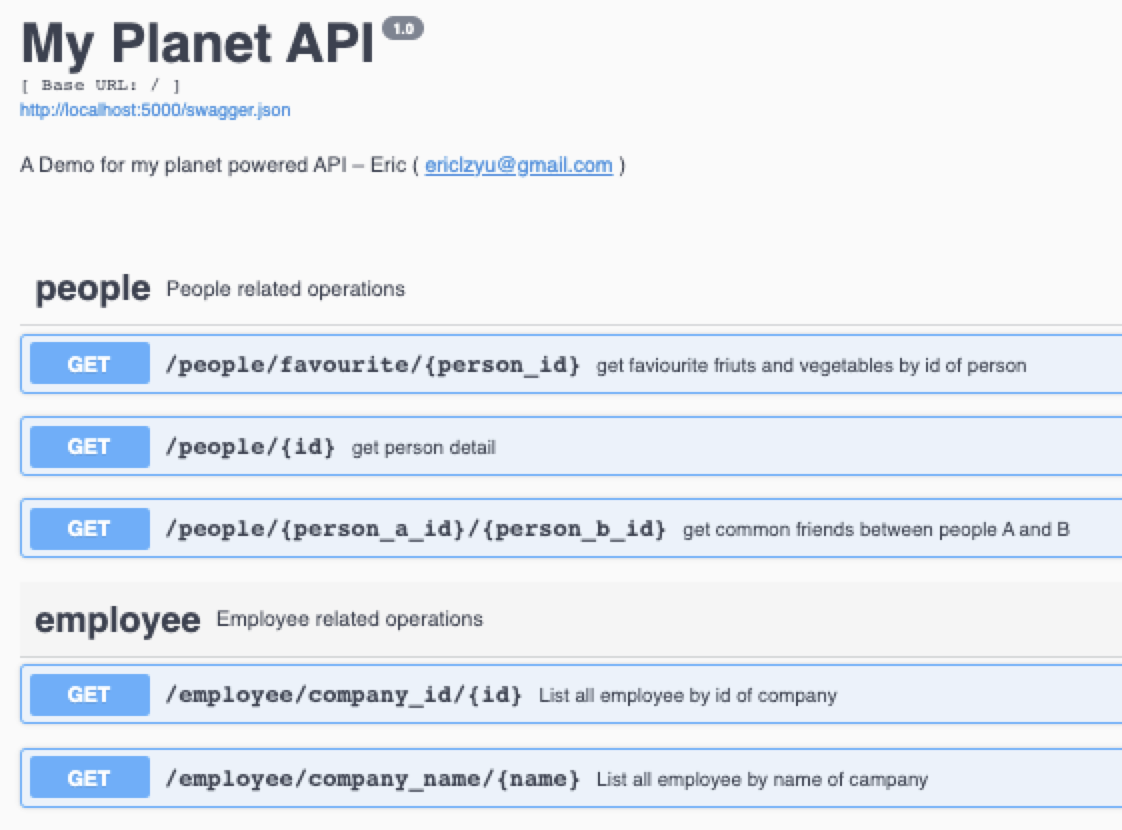 My Planet API 1.0
[ Base URL: / ]
http://localhost:5000/swagger.json
A Demo for my planet powered API – Eric ( ericlzyu@gmail.com )
people People related operations
GET /people/favourite/{person_id} get faviourite friuts and vegetables by id of person
GET /people/{id} get person detail
GET /people/{person_a_id}/{person_b_id} get common friends between people A and B
employee Employee related operations
GET /employee/company_id/{id} List all employee by id of company
GET /employee/company_name/{name} List all employee by name of campany